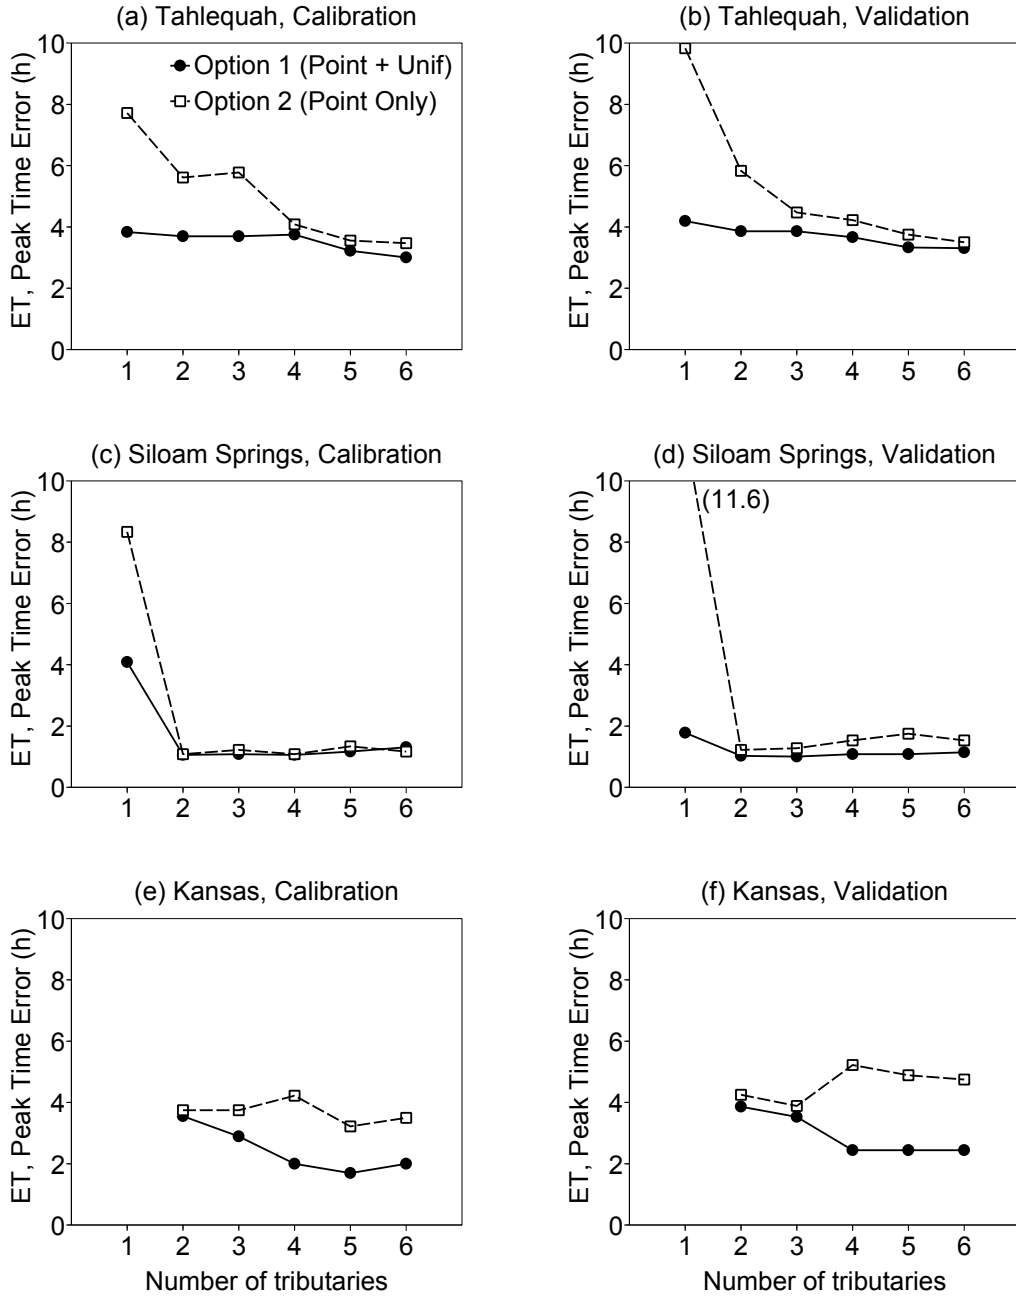 (a) Tahlequah, Calibration
ET, Peak Time Error (h)
10
8
6
4
2
0
Option 1 (Point + Unif)
Option 2 (Point Only)
1 2 3 4 5 6
(b) Tahlequah, Validation
ET, Peak Time Error (h)
10
8
6
4
2
0
1 2 3 4 5 6
(c) Siloam Springs, Calibration
ET, Peak Time Error (h)
10
8
6
4
2
0
1 2 3 4 5 6
(d) Siloam Springs, Validation
ET, Peak Time Error (h)
10
8
6
4
2
0
(11.6)
1 2 3 4 5 6
(e) Kansas, Calibration
ET, Peak Time Error (h)
10
8
6
4
2
0
1 2 3 4 5 6
Number of tributaries
(f) Kansas, Validation
ET, Peak Time Error (h)
10
8
6
4
2
0
1 2 3 4 5 6
Number of tributaries